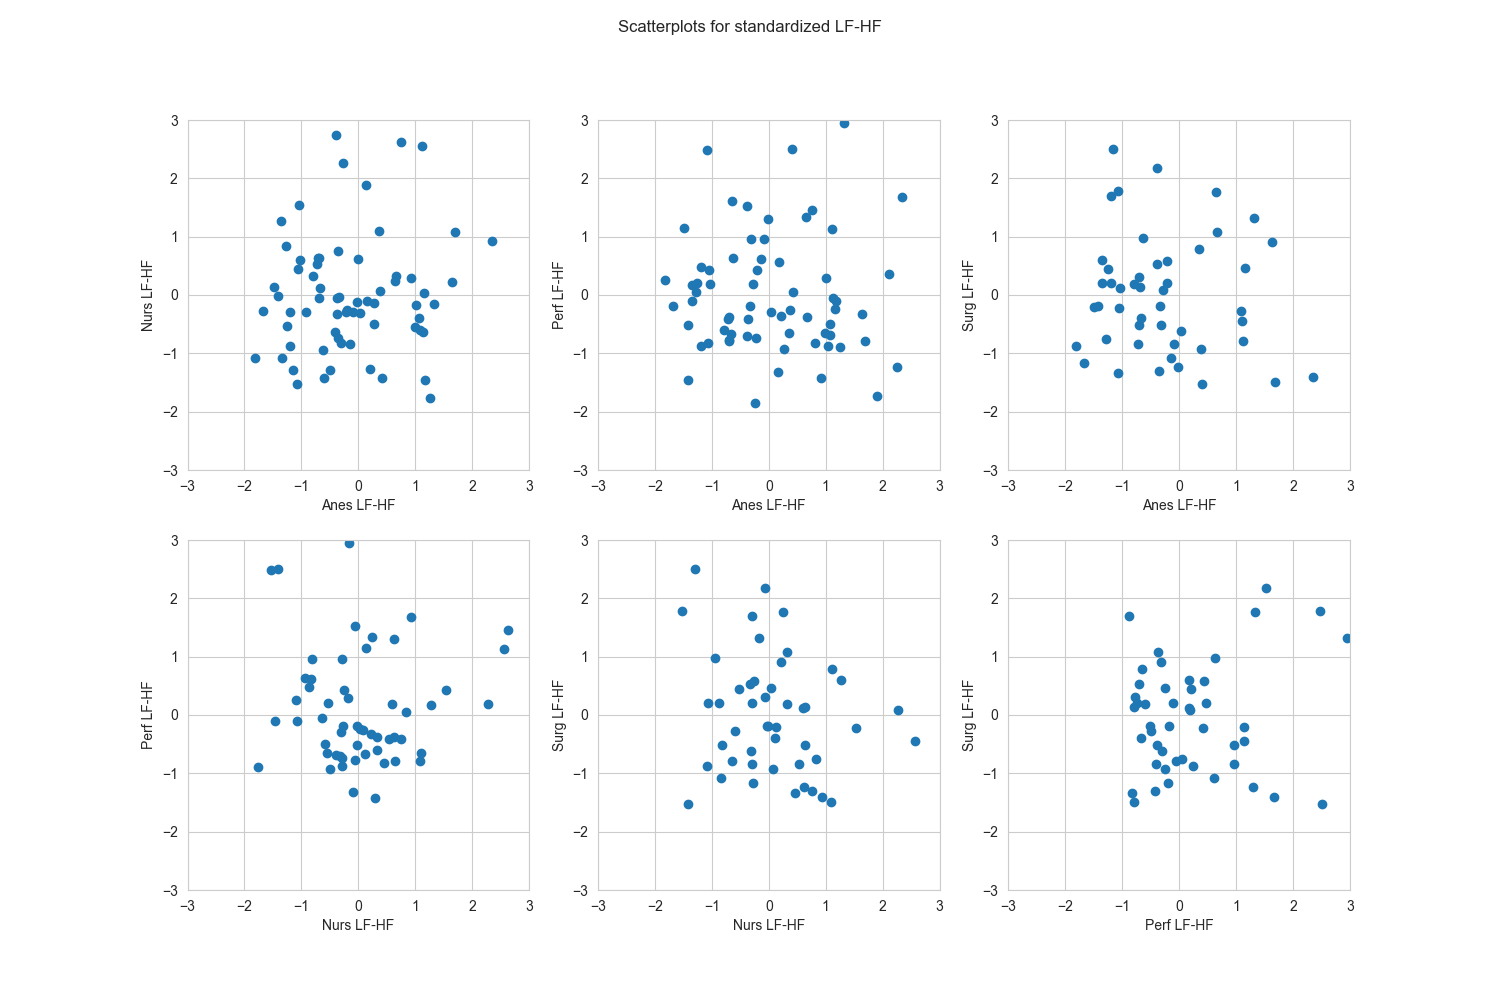 Scatterplots for standardized LF-HF
3
2
1
0
−1
−2
−3
Nurs LF-HF
−3 −2 −1 0 1 2 3
Anes LF-HF
3
2
1
0
−1
−2
−3
Perf LF-HF
−3 −2 −1 0 1 2 3
Anes LF-HF
3
2
1
0
−1
−2
−3
Surg LF-HF
−3 −2 −1 0 1 2 3
Anes LF-HF
3
2
1
0
−1
−2
−3
Perf LF-HF
−3 −2 −1 0 1 2 3
Nurs LF-HF
3
2
1
0
−1
−2
−3
Surg LF-HF
−3 −2 −1 0 1 2 3
Nurs LF-HF
3
2
1
0
−1
−2
−3
Surg LF-HF
−3 −2 −1 0 1 2 3
Perf LF-HF